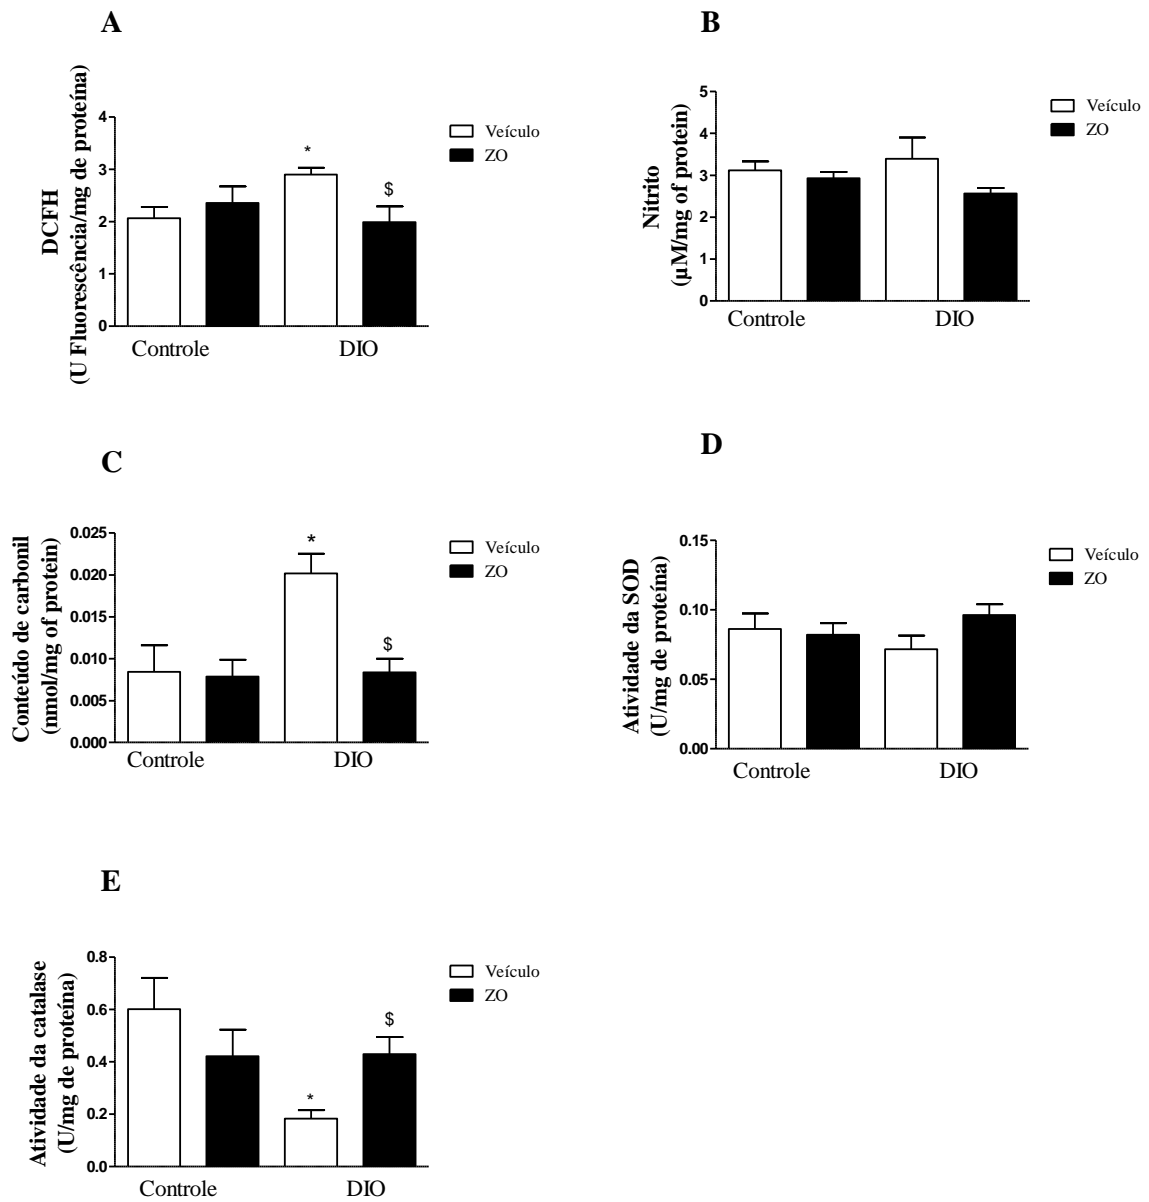 A
DCFH
(U Fluorescência/mg de proteína)
4
3
2
1
0
*
$
Controle
DIO
Veículo
ZO
B
Nitrito
(µM/mg of protein)
5
4
3
2
1
0
Controle
DIO
Veículo
ZO
C
Conteúdo de carbonil
(nmol/mg of protein)
0.025
0.020
0.015
0.010
0.005
0.000
*
$
Controle
DIO
Veículo
ZO
D
Atividade da SOD
(U/mg de proteína)
0.15
0.10
0.05
0.00
Controle
DIO
Veículo
ZO
E
Atividade da catalase
(U/mg de proteína)
0.8
0.6
0.4
0.2
0.0
*
$
Controle
DIO
Veículo
ZO